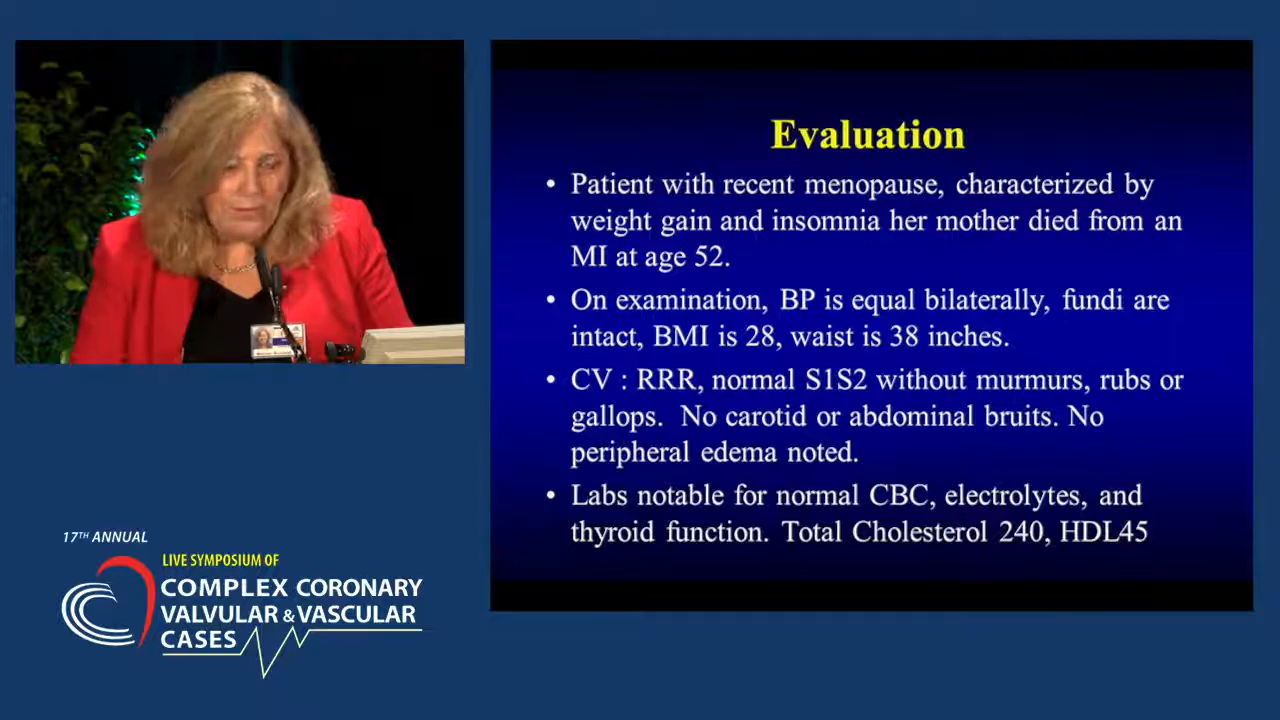 Evaluation
• Patient with recent menopause, characterized by
weight gain and insomnia her mother died from an
MI at age 52.
• On examination, BP is equal bilaterally, fundi are
intact, BMI is 28, waist is 38 inches.
• CV : RRR, normal S1S2 without murmurs, rubs or
gallops. No carotid or abdominal bruits. No
peripheral edema noted.
• Labs notable for normal CBC, electrolytes, and
thyroid function. Total Cholesterol 240, HDL45
17TH ANNUAL
LIVE SYMPOSIUM OF
COMPLEX CORONARY
VALVULAR & VASCULAR
CASES